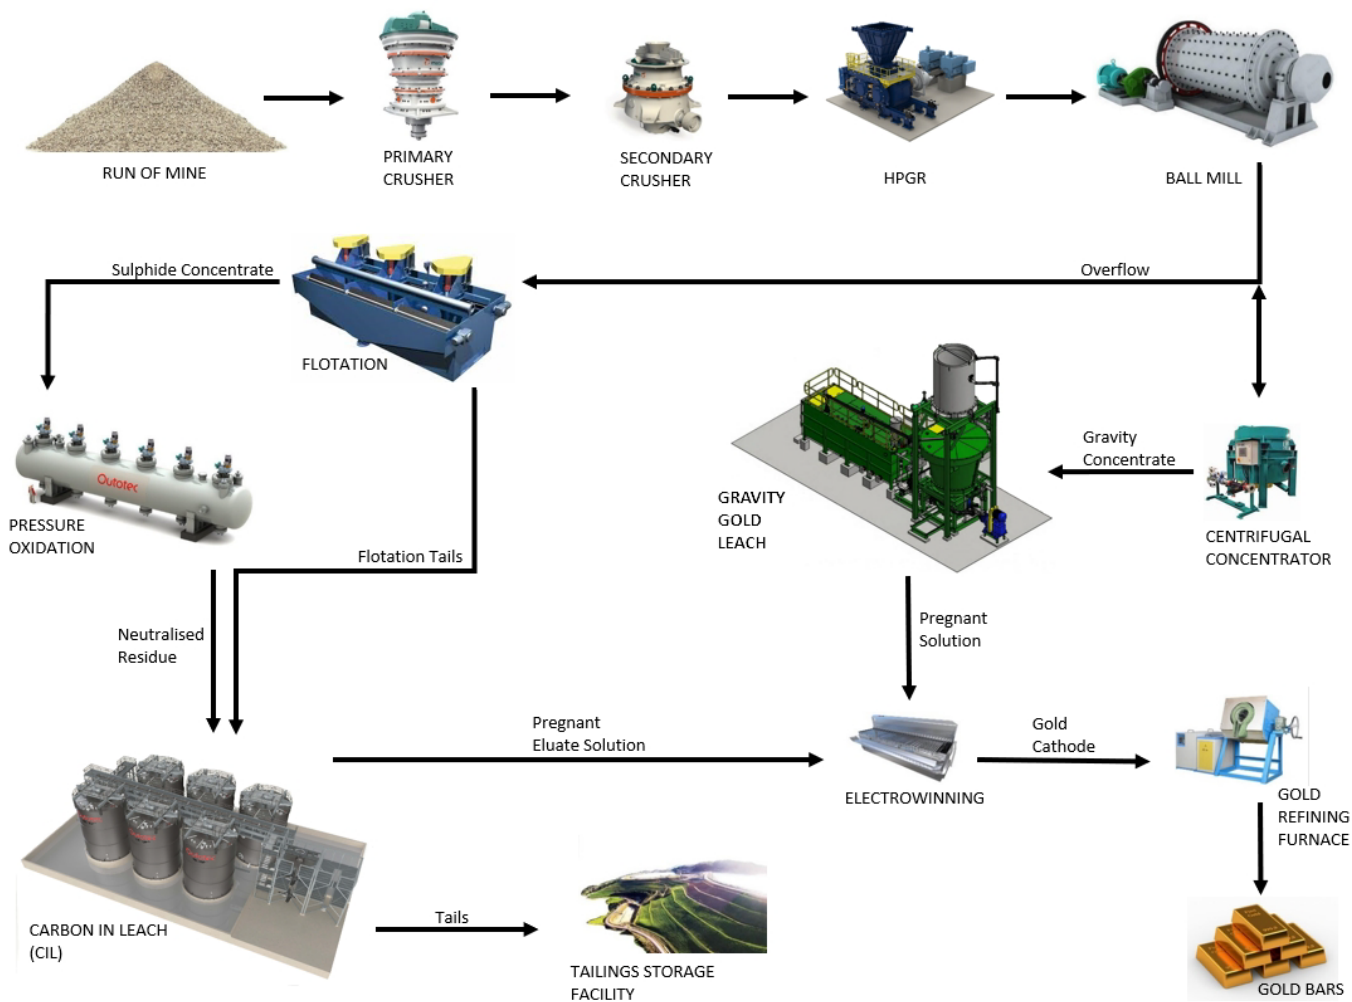 RUN OF MINE
PRIMARY
CRUSHER
SECONDARY
CRUSHER
HPGR
BALL MILL
Sulphide Concentrate
Overflow
FLOTATION
Gravity
Concentrate
Outotec
PRESSURE
OXIDATION
GRAVITY
GOLD
LEACH
CENTRIFUGAL
CONCENTRATOR
Flotation Tails
Neutralised
Residue
Pregnant
Solution
Pregnant
Eluate Solution
Gold
Cathode
ELECTROWINNING
GOLD
REFINING
FURNACE
Outotec
CARBON IN LEACH
(CIL)
Tails
TAILINGS STORAGE
FACILITY
GOLD BARS